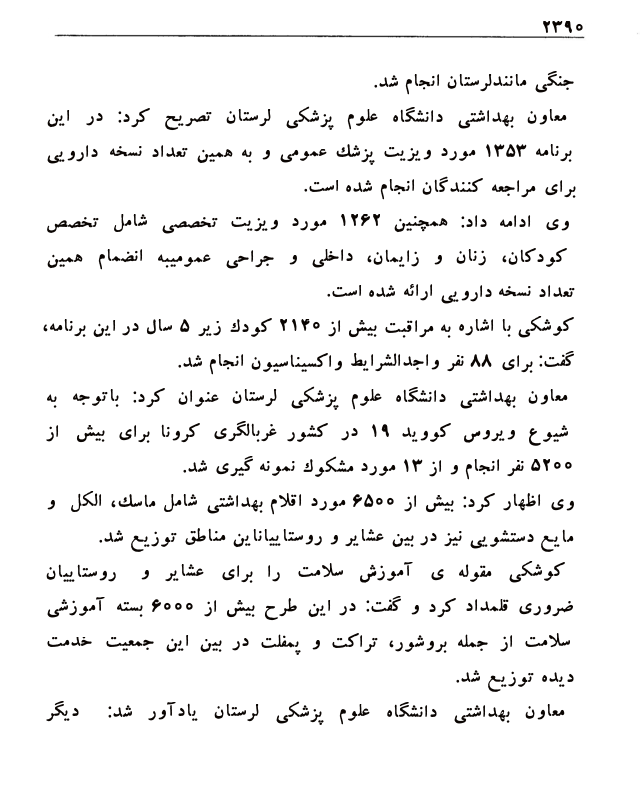 ۲۳۹۰
جنگی مانندلرستان انجام شد.
معاون بهداشتی دانشگاه علوم پزشکی لرستان تصریح کرد: در این
برنامه ۱۳۵۳ مورد ویزیت پزشك عمومی و به همین تعداد نسخه دارویی
برای مراجعه کنندگان انجام شده است.
وی ادامه داد: همچنین ۱۲۶۲ مورد ویزیت تخصصی شامل تخصص
کودکان، زنان و زایمان، داخلی و جراحی عمومیبه انضمام همین
تعداد نسخه دارویی ارائه شده است.
کوشکی با اشاره به مراقبت بیش از ۲۱۴۰ کودك زیر ۵ سال در این برنامه،
گفت: برای ۸۸ نفر واجدالشرایط واکسیناسیون انجام شد.
معاون بهداشتی دانشگاه علوم پزشکی لرستان عنوان کرد: باتوجه به
شیوع ویروس کووید ۱۹ در کشور غربالگری کرونا برای بیش از
۵۲۰۰ نفر انجام و از ۱۳ مورد مشکوك نمونه گیری شد.
وی اظهار کرد: بیش از ۶۵۰۰ مورد اقلام بهداشتی شامل ماسك، الکل و
مایع دستشویی نیز در بین عشایر و روستاییاناین مناطق توزیع شد.
کوشکی مقوله ی آموزش سلامت را برای عشایر و روستاییان
ضروری قلمداد کرد و گفت: در این طرح بیش از ۶۰۰۰ بسته آموزشی
سلامت از جمله بروشور، تراکت و پمفلت در بین این جمعیت خدمت
دیده توزیع شد.
معاون بهداشتی دانشگاه علوم پزشکی لرستان یادآور شد: دیگر